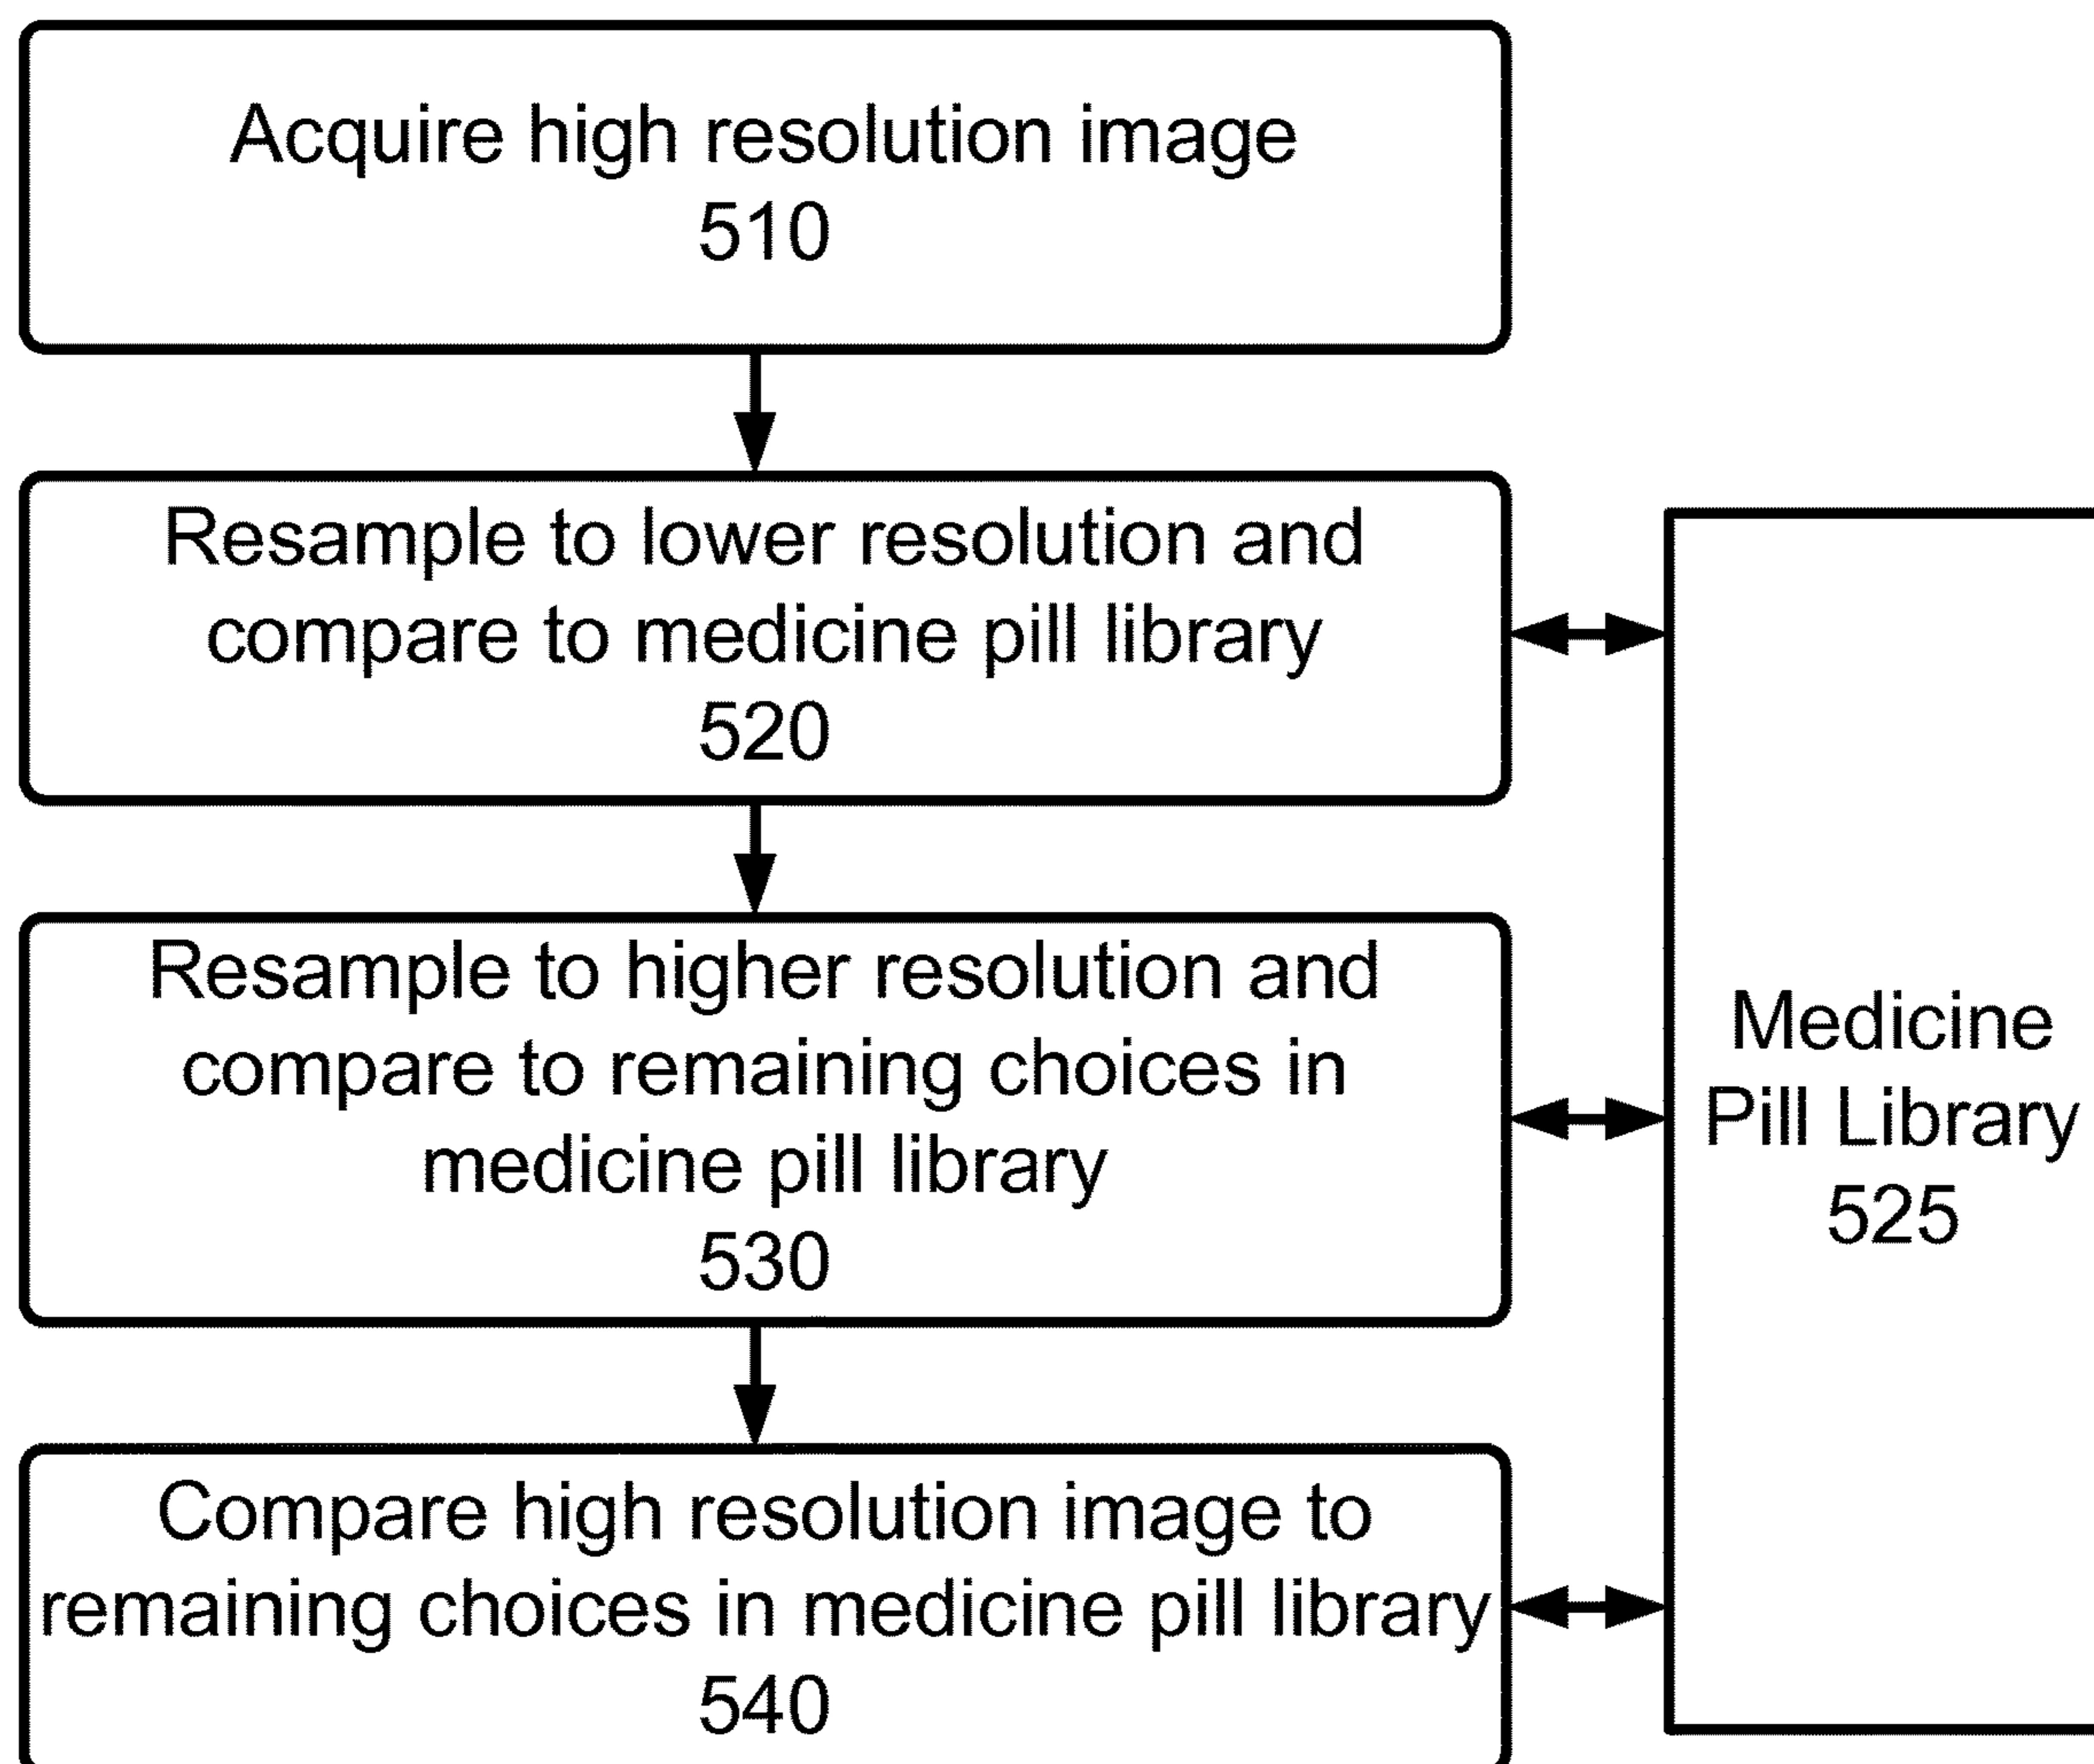 Acquire high resolution image
510
Resample to lower resolution and
compare to medicine pill library
520
Resample to higher resolution and
compare to remaining choices in
medicine pill library
530
Compare high resolution image to
remaining choices in medicine pill library
540
Medicine
Pill Library
525